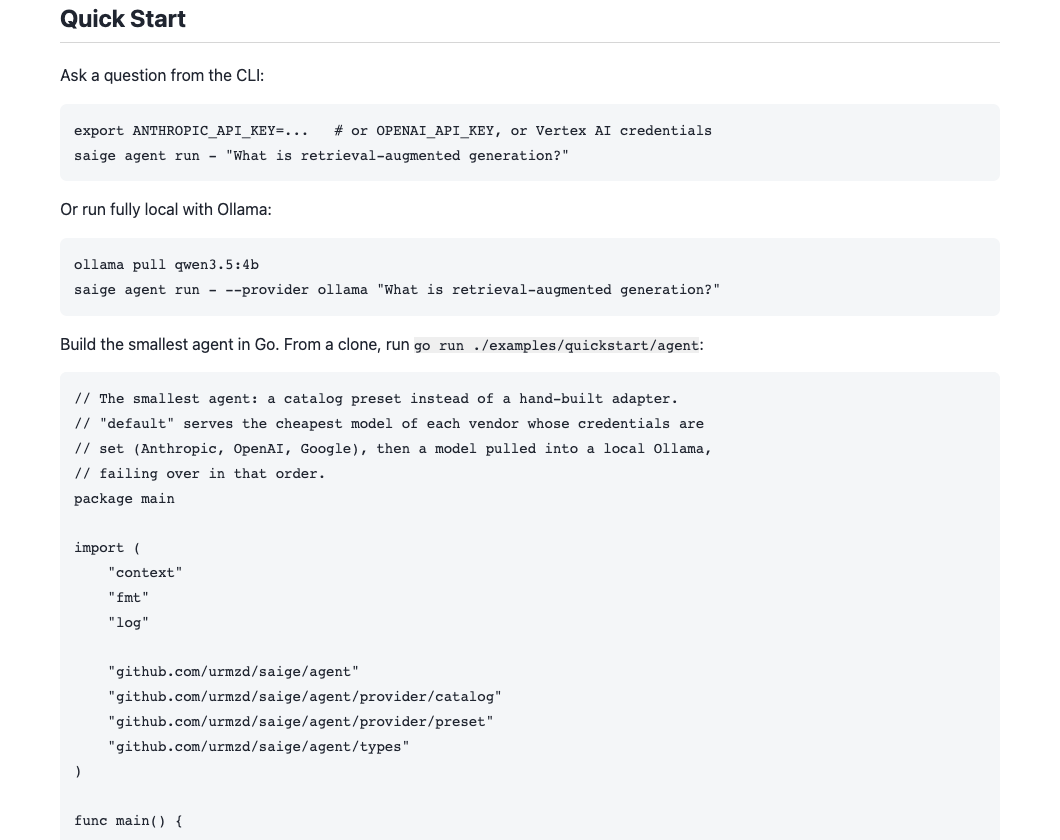 Quick Start
Ask a question from the CLI:
export ANTHROPIC_API_KEY=...   # or OPENAI_API_KEY, or Vertex AI credentials
saige agent run - "What is retrieval-augmented generation?"
Or run fully local with Ollama:
ollama pull qwen3.5:4b
saige agent run - --provider ollama "What is retrieval-augmented generation?"
Build the smallest agent in Go. From a clone, run go run ./examples/quickstart/agent:
// The smallest agent: a catalog preset instead of a hand-built adapter.
// "default" serves the cheapest model of each vendor whose credentials are
// set (Anthropic, OpenAI, Google), then a model pulled into a local Ollama,
// failing over in that order.
package main
import (
    "context"
    "fmt"
    "log"
    "github.com/urmzd/saige/agent"
    "github.com/urmzd/saige/agent/provider/catalog"
    "github.com/urmzd/saige/agent/provider/preset"
    "github.com/urmzd/saige/agent/types"
)
func main() {